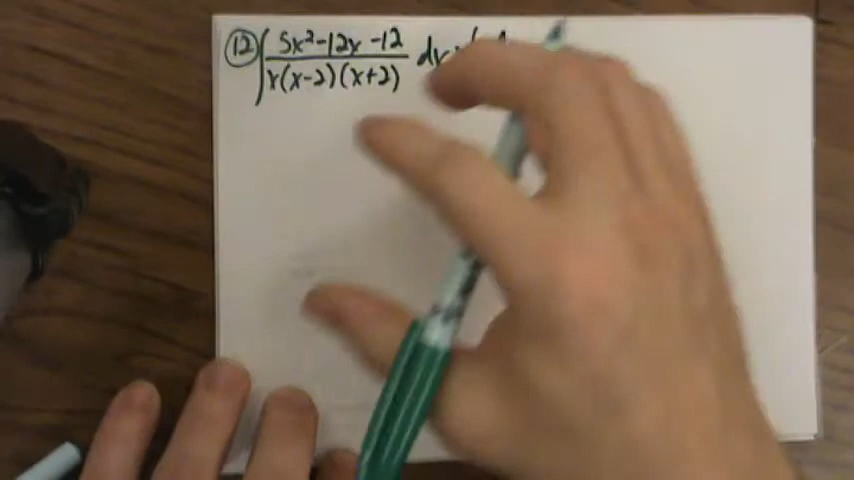 12 ∫ 5x²-12x-12 / x(x-2)(x+2) dx = ∫